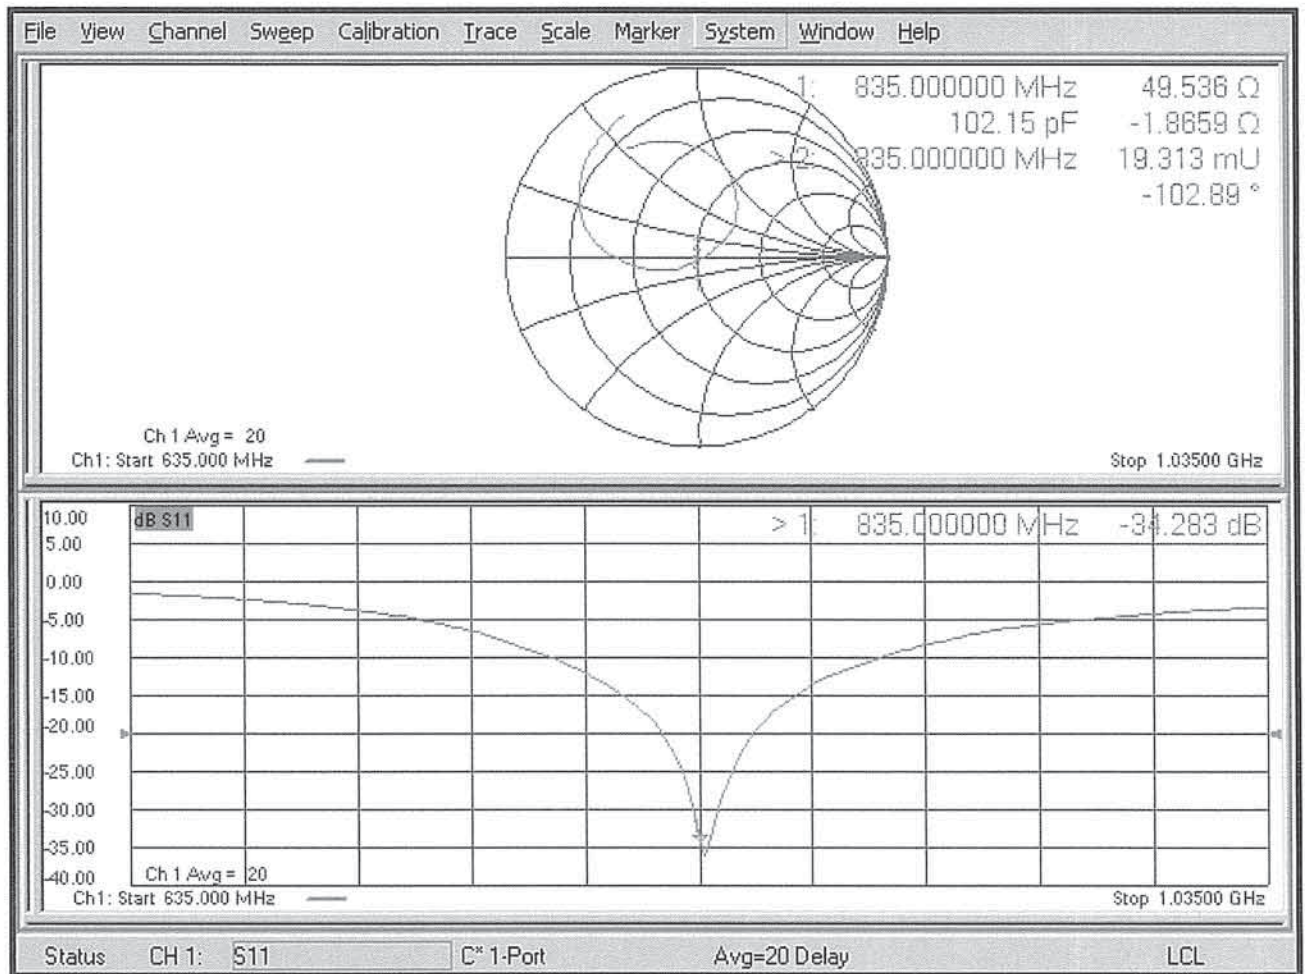 File View Channel Sweep Calibration Trace Scale Marker System Window Help
1: 835.000000 MHz 49.536 Ω
102.15 pF -1.8659 Ω
> 2: 835.000000 MHz 19.313 mU
-102.89 °
Ch 1 Avg = 20
Ch1: Start 635.000 MHz
Stop 1.03500 GHz
10.00
dB S11
> 1: 835.000000 MHz -34.283 dB
5.00
0.00
-5.00
-10.00
-15.00
-20.00
-25.00
-30.00
-35.00
-40.00
Ch 1 Avg = 20
Ch1: Start 635.000 MHz
Stop 1.03500 GHz
Status CH 1: S11 C* 1-Port Avg=20 Delay LCL